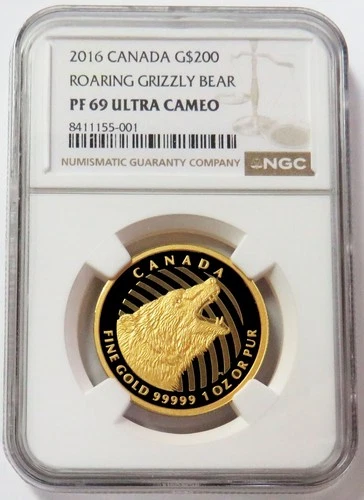 2016 CANADA G$200
ROARING GRIZZLY BEAR
PF 69 ULTRA CAMEO
8411155-001
NUMISMATIC GUARANTY COMPANY NGC
CANADA
FINE GOLD 99999 1 OZ OR PUR